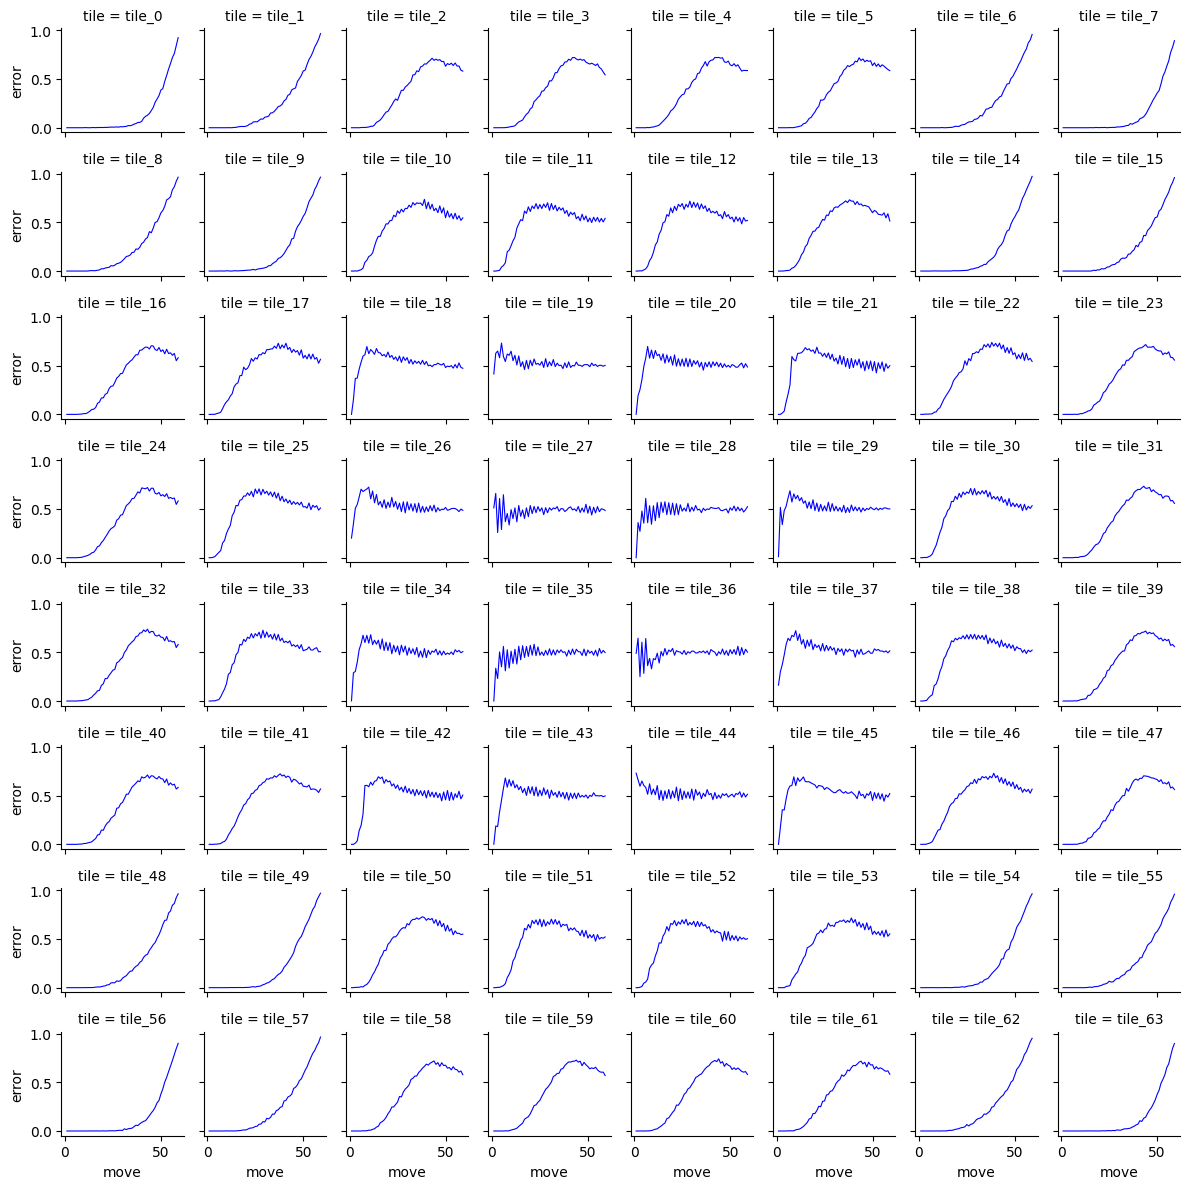 tile = tile_0 tile = tile_1 tile = tile_2 tile = tile_3 tile = tile_4 tile = tile_5 tile = tile_6 tile = tile_7
1.0
error
0.5
0.0
tile = tile_8 tile = tile_9 tile = tile_10 tile = tile_11 tile = tile_12 tile = tile_13 tile = tile_14 tile = tile_15
1.0
error
0.5
0.0
tile = tile_16 tile = tile_17 tile = tile_18 tile = tile_19 tile = tile_20 tile = tile_21 tile = tile_22 tile = tile_23
1.0
error
0.5
0.0
tile = tile_24 tile = tile_25 tile = tile_26 tile = tile_27 tile = tile_28 tile = tile_29 tile = tile_30 tile = tile_31
1.0
error
0.5
0.0
tile = tile_32 tile = tile_33 tile = tile_34 tile = tile_35 tile = tile_36 tile = tile_37 tile = tile_38 tile = tile_39
1.0
error
0.5
0.0
tile = tile_40 tile = tile_41 tile = tile_42 tile = tile_43 tile = tile_44 tile = tile_45 tile = tile_46 tile = tile_47
1.0
error
0.5
0.0
tile = tile_48 tile = tile_49 tile = tile_50 tile = tile_51 tile = tile_52 tile = tile_53 tile = tile_54 tile = tile_55
1.0
error
0.5
0.0
tile = tile_56 tile = tile_57 tile = tile_58 tile = tile_59 tile = tile_60 tile = tile_61 tile = tile_62 tile = tile_63
1.0
error
0.5
0.0
0 50 0 50 0 50 0 50 0 50 0 50 0 50 0 50
move move move move move move move move